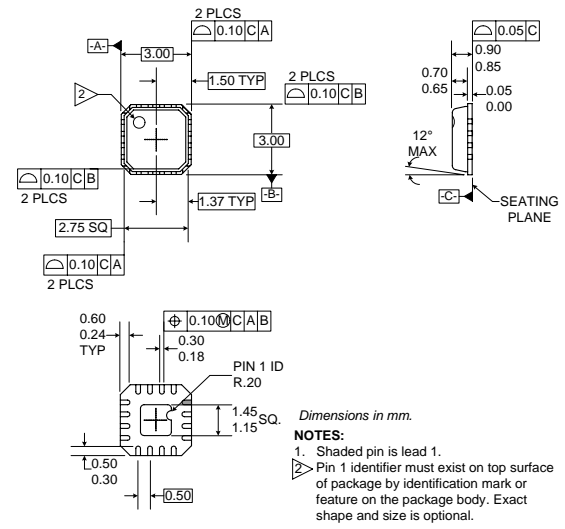 2 PLCS
0.10 C A
-A-
3.00
1.50 TYP
2 PLCS
0.10 C B
2
3.00
0.10 C B
2 PLCS
-B-
1.37 TYP
2.75 SQ
0.10 C A
2 PLCS
0.05 C
0.90
0.85
0.70
0.65
0.05
0.00
12°
MAX
-C-
SEATING
PLANE
0.60
0.24
TYP
0.10 M C A B
0.30
0.18
PIN 1 ID
R.20
1.45
1.15
SQ.
0.50
0.30
0.50
Dimensions in mm.
NOTES:
1. Shaded pin is lead 1.
2 Pin 1 identifier must exist on top surface
of package by identification mark or
feature on the package body. Exact
shape and size is optional.